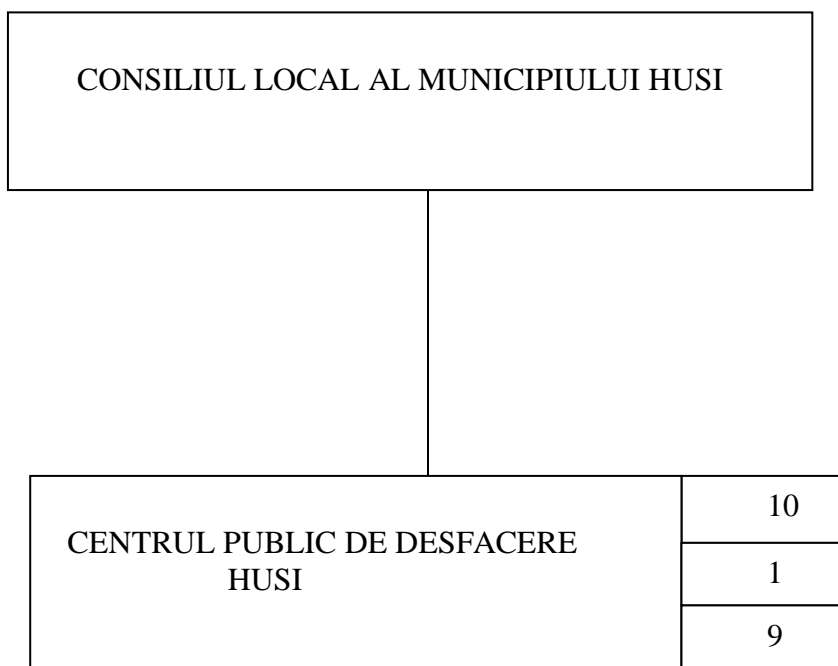 CONSILIUL LOCAL AL MUNICIPIULUI HUSI
CENTRUL PUBLIC DE DESFACERE
HUSI
10
1
9